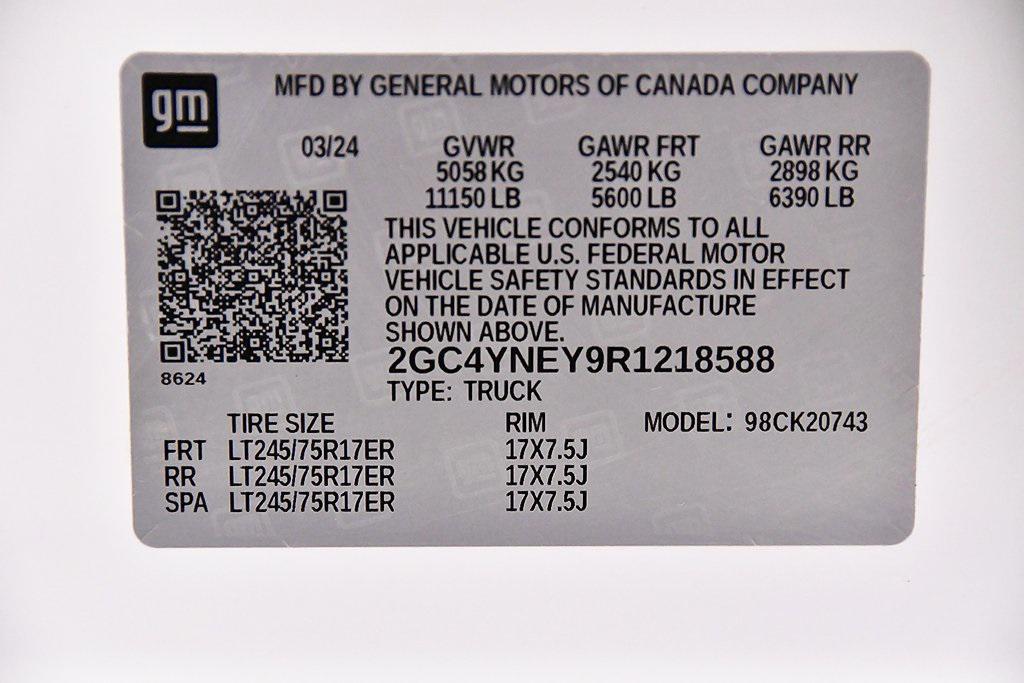 gm
MFD BY GENERAL MOTORS OF CANADA COMPANY
03/24 GVWR GAWR FRT GAWR RR
5058 KG 2540 KG 2898 KG
11150 LB 5600 LB 6390 LB
THIS VEHICLE CONFORMS TO ALL
APPLICABLE U.S. FEDERAL MOTOR
VEHICLE SAFETY STANDARDS IN EFFECT
ON THE DATE OF MANUFACTURE
SHOWN ABOVE.
2GC4YNEY9R1218588
8624
TYPE: TRUCK
TIRE SIZE RIM MODEL: 98CK20743
FRT LT245/75R17ER 17X7.5J
RR LT245/75R17ER 17X7.5J
SPA LT245/75R17ER 17X7.5J